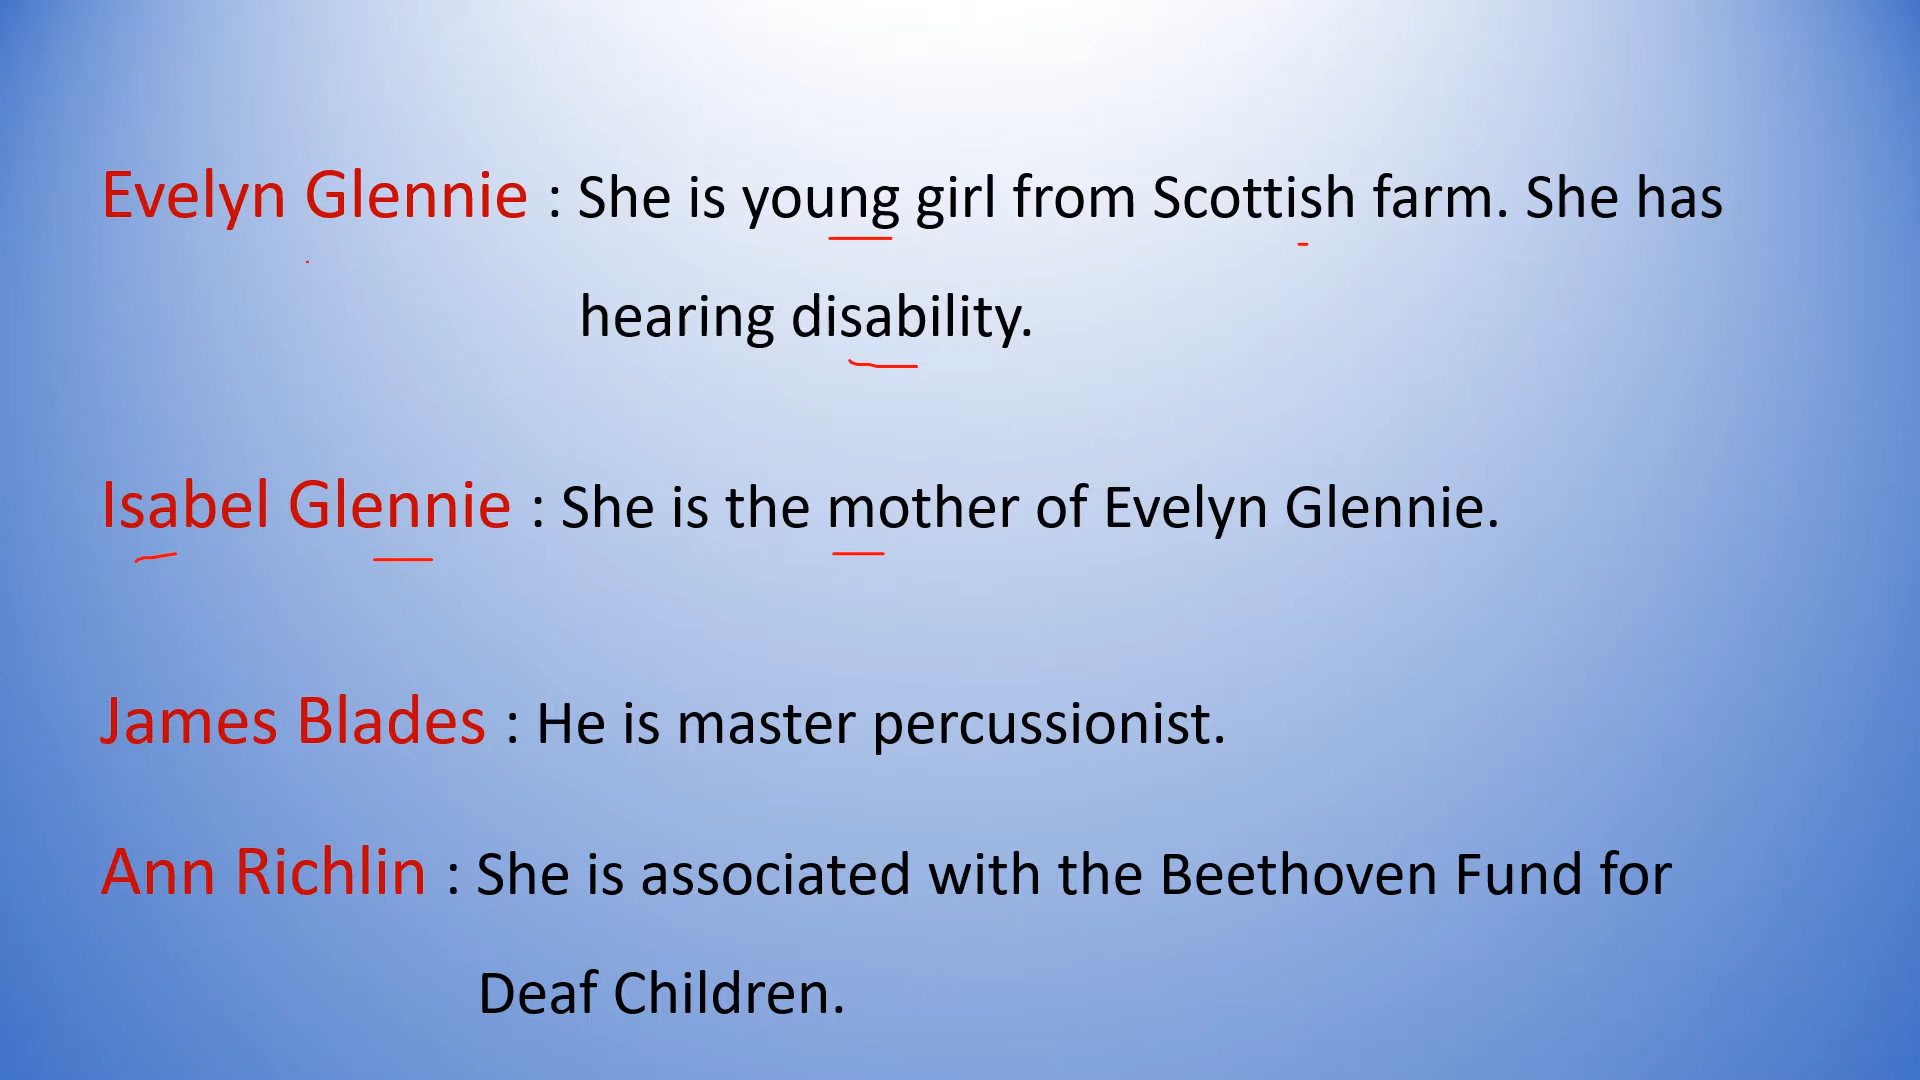 Evelyn Glennie : She is young girl from Scottish farm. She has
hearing disability.
Isabel Glennie : She is the mother of Evelyn Glennie.
James Blades : He is master percussionist.
Ann Richlin : She is associated with the Beethoven Fund for
Deaf Children.